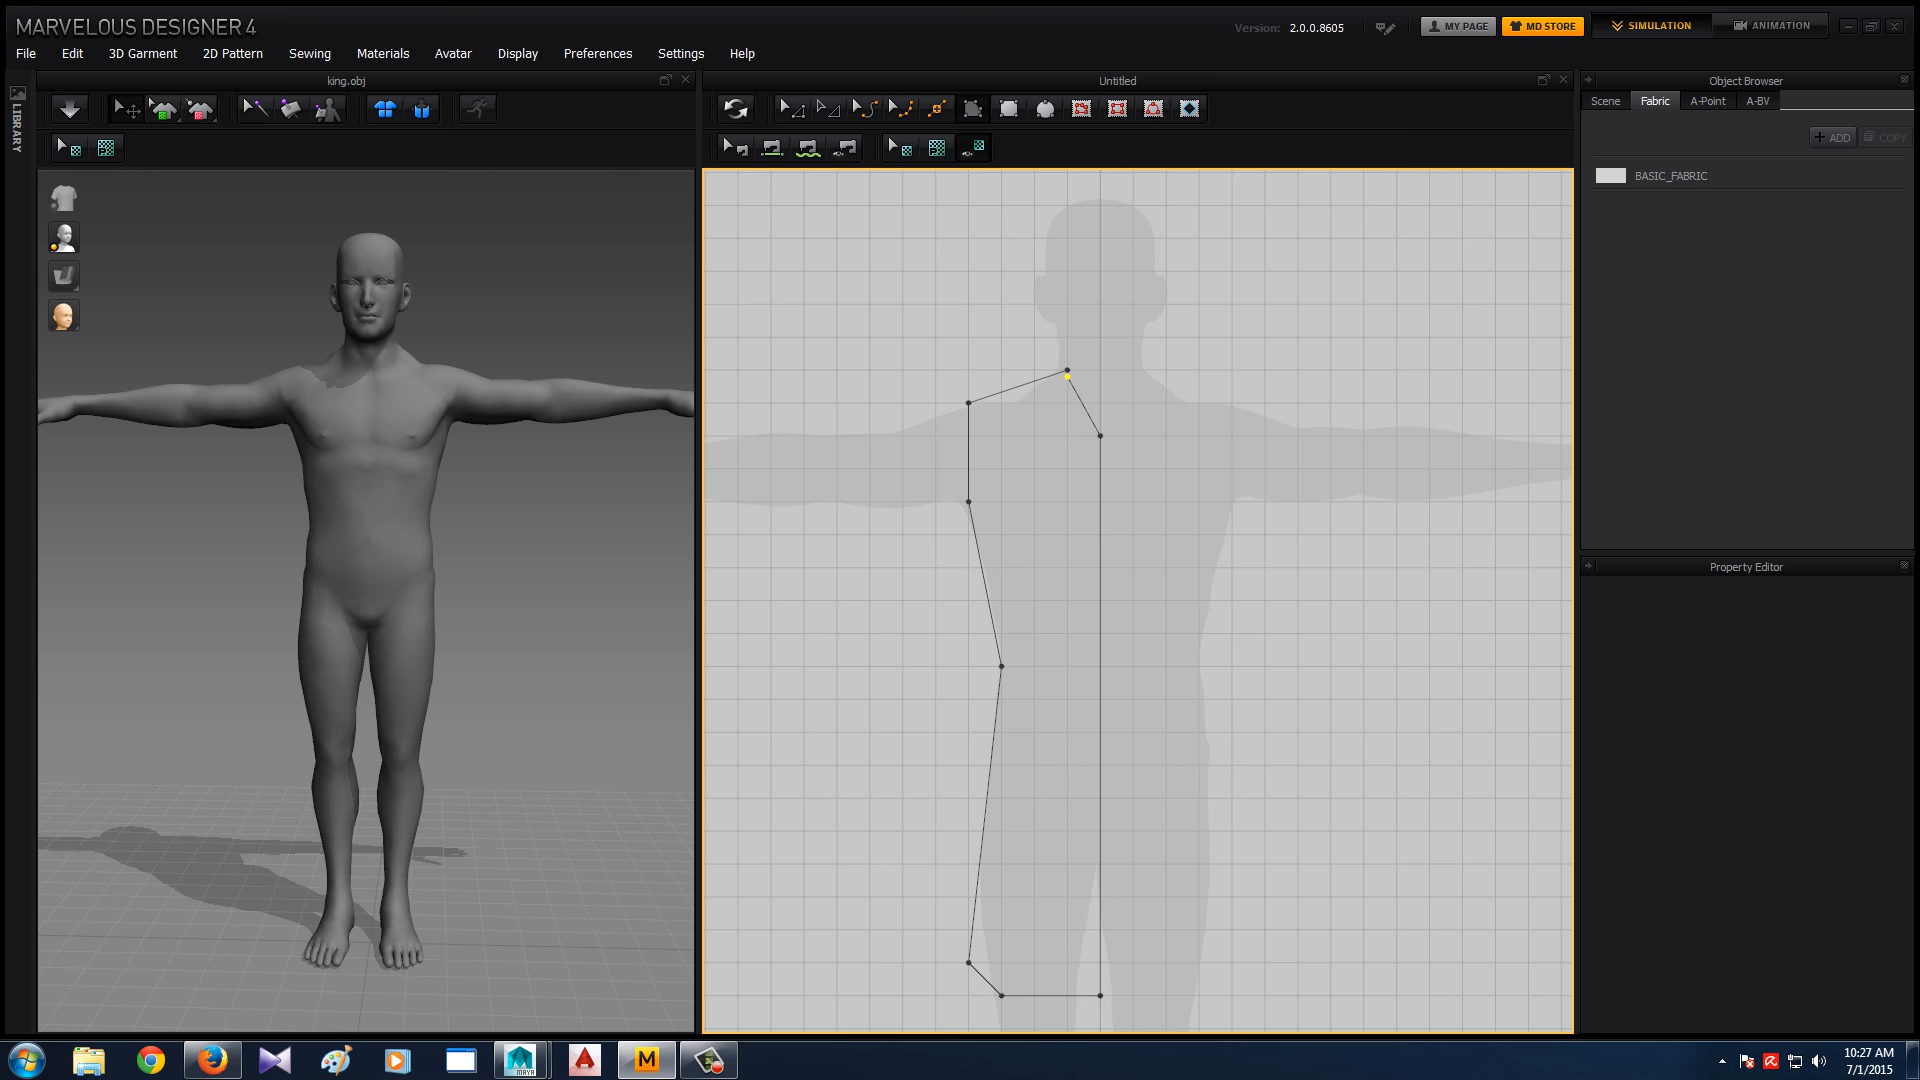 MARVELOUS DESIGNER 4
Version: 2.0.0.8605
MY PAGE
MD STORE
SIMULATION
ANIMATION
File Edit 3D Garment 2D Pattern Sewing Materials Avatar Display Preferences Settings Help
king.obj
Untitled
Object Browser
LIBRARY
Scene Fabric A-Point A-BV
+ ADD COPY
BASIC_FABRIC
Property Editor
MAYA
M
10:27 AM
7/1/2015